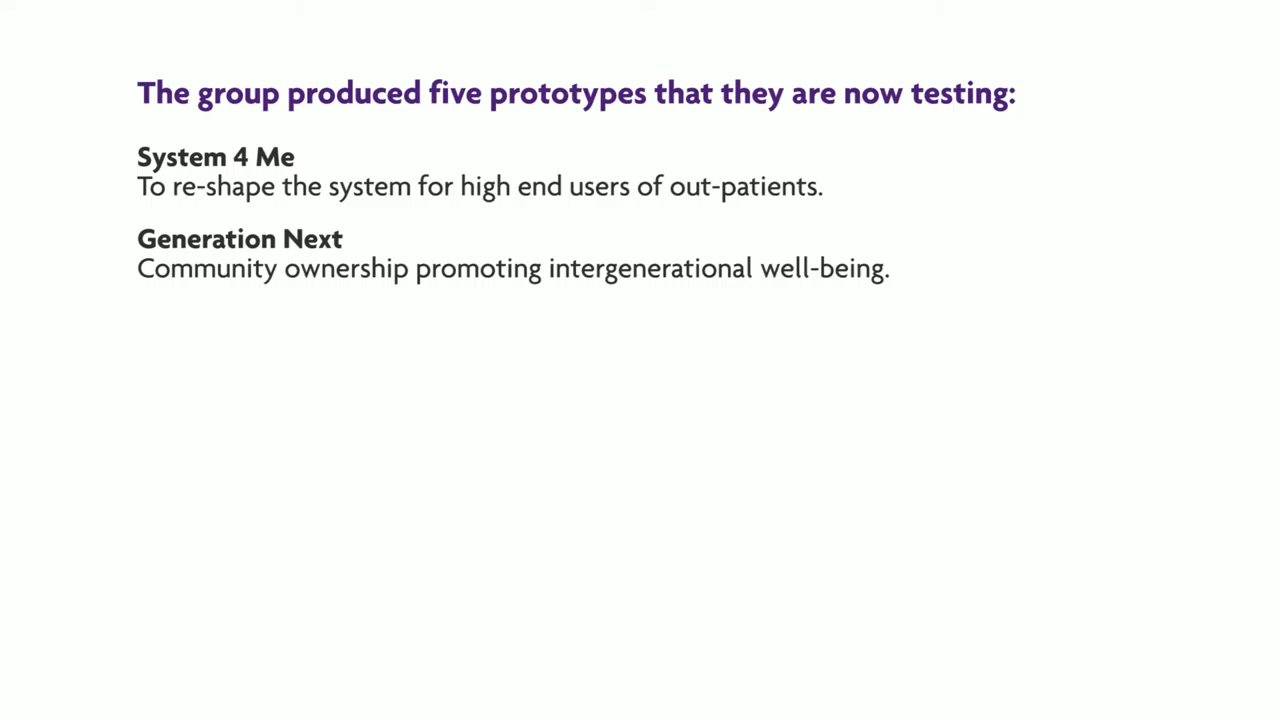 The group produced five prototypes that they are now testing:
System 4 Me
To re-shape the system for high end users of out-patients.
Generation Next
Community ownership promoting intergenerational well-being.